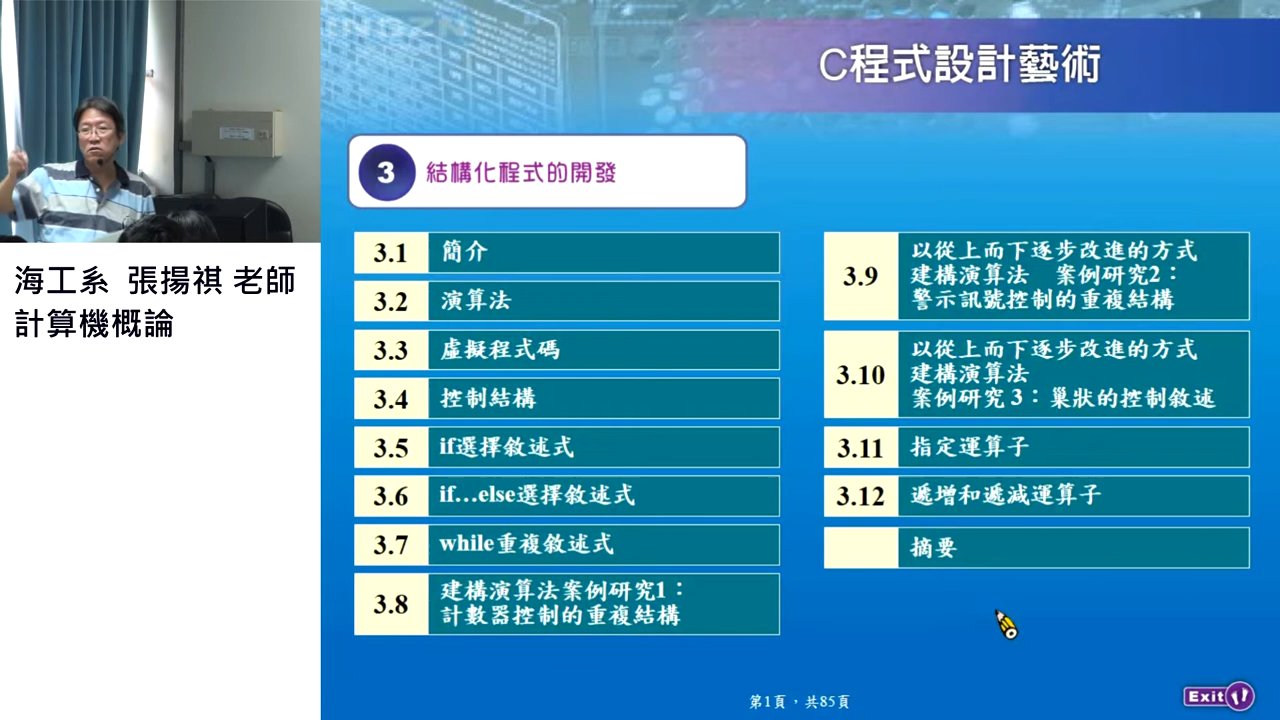 C程式設計藝術
3 結構化程式的開發
3.1 簡介
3.2 演算法
3.3 虛擬程式碼
3.4 控制結構
3.5 if選擇敘述式
3.6 if...else選擇敘述式
3.7 while重複敘述式
3.8 建構演算法案例研究1：
計數器控制的重複結構
3.9 以從上而下逐步改進的方式
建構演算法 案例研究2：
警示訊號控制的重複結構
3.10 以從上而下逐步改進的方式
建構演算法
案例研究 3：巢狀的控制敘述
3.11 指定運算子
3.12 遞增和遞減運算子
摘要
海工系 張揚祺 老師
計算機概論
第1頁，共85頁
Exit